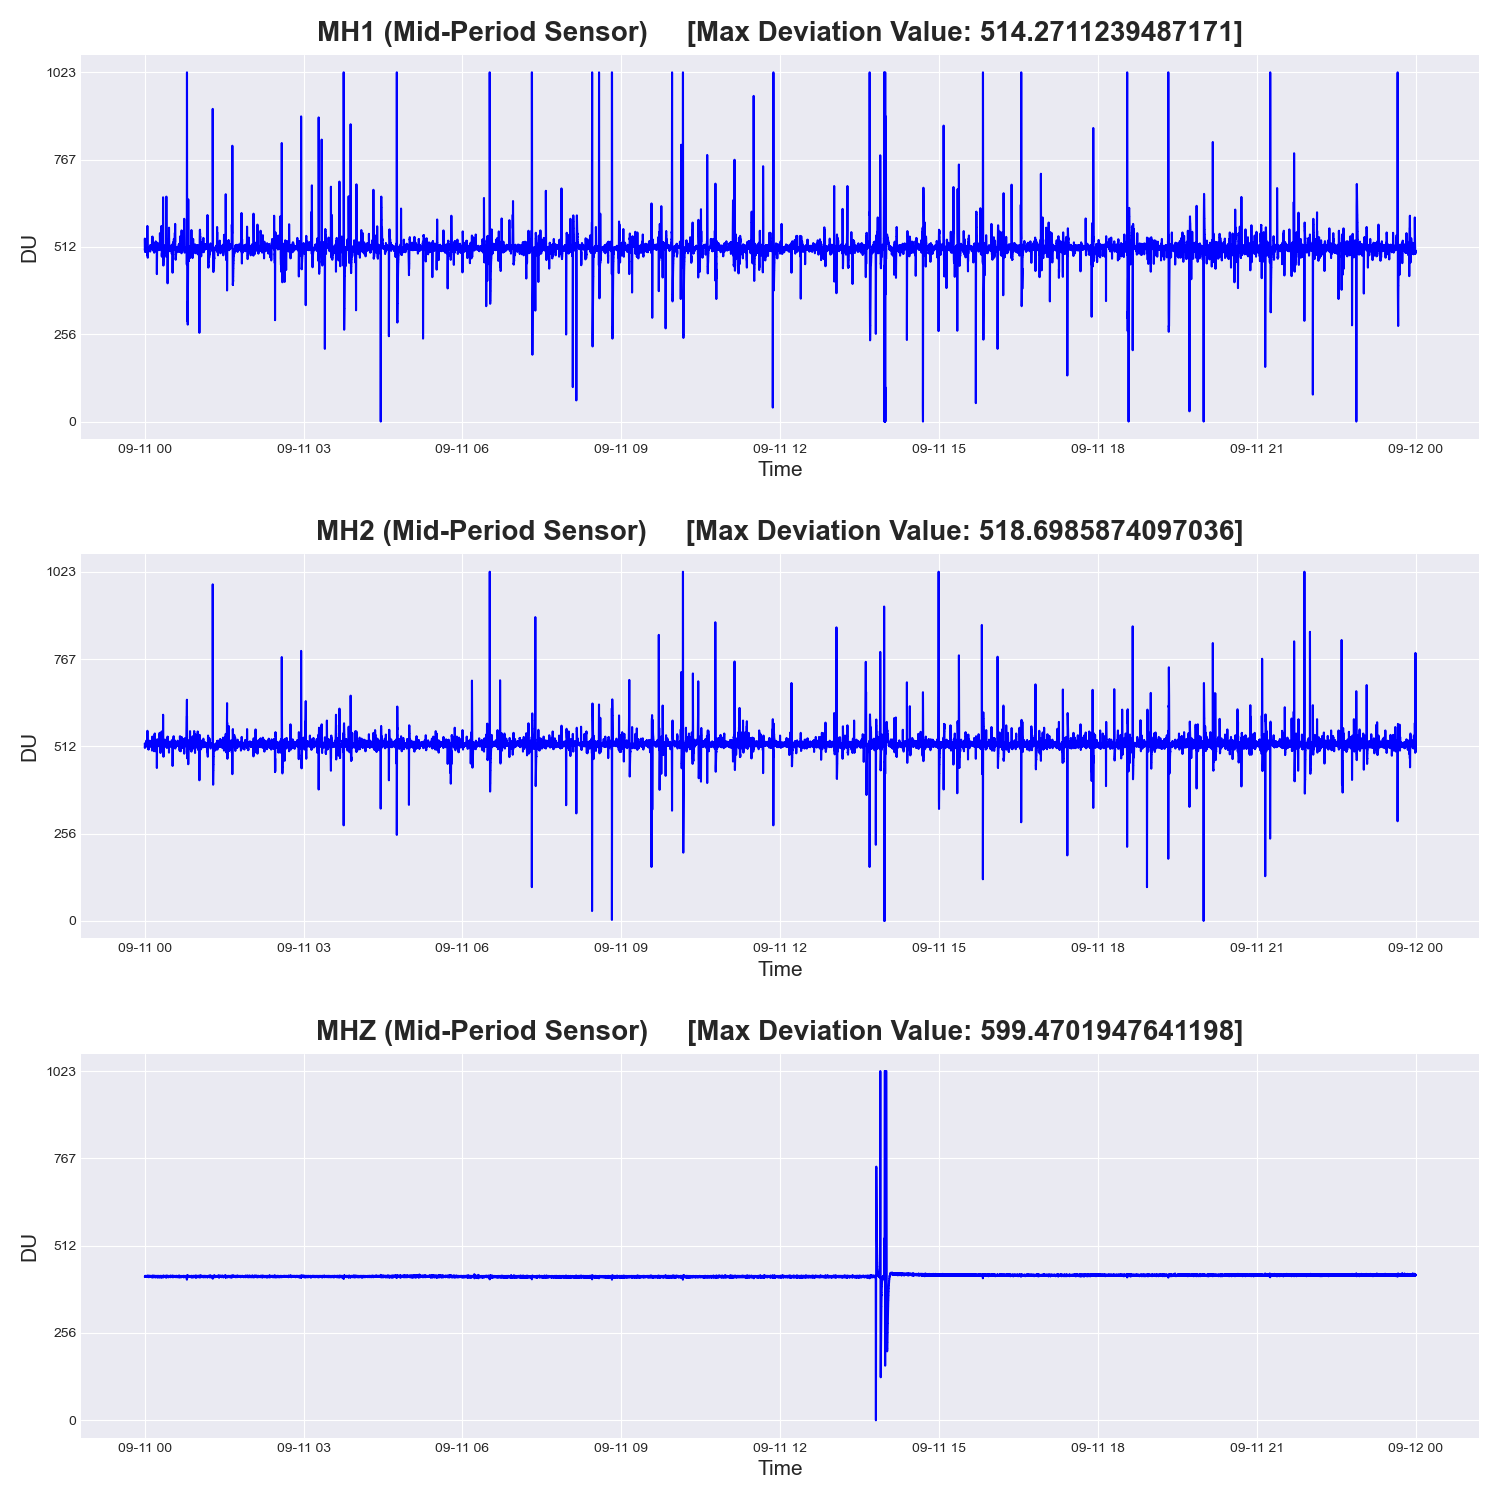 MH1 (Mid-Period Sensor) [Max Deviation Value: 514.2711239487171]
1023
767
512
256
0
DU
09-11 00 09-11 03 09-11 06 09-11 09 09-11 12 09-11 15 09-11 18 09-11 21 09-12 00
Time
MH2 (Mid-Period Sensor) [Max Deviation Value: 518.6985874097036]
1023
767
512
256
0
DU
09-11 00 09-11 03 09-11 06 09-11 09 09-11 12 09-11 15 09-11 18 09-11 21 09-12 00
Time
MHZ (Mid-Period Sensor) [Max Deviation Value: 599.4701947641198]
1023
767
512
256
0
DU
09-11 00 09-11 03 09-11 06 09-11 09 09-11 12 09-11 15 09-11 18 09-11 21 09-12 00
Time